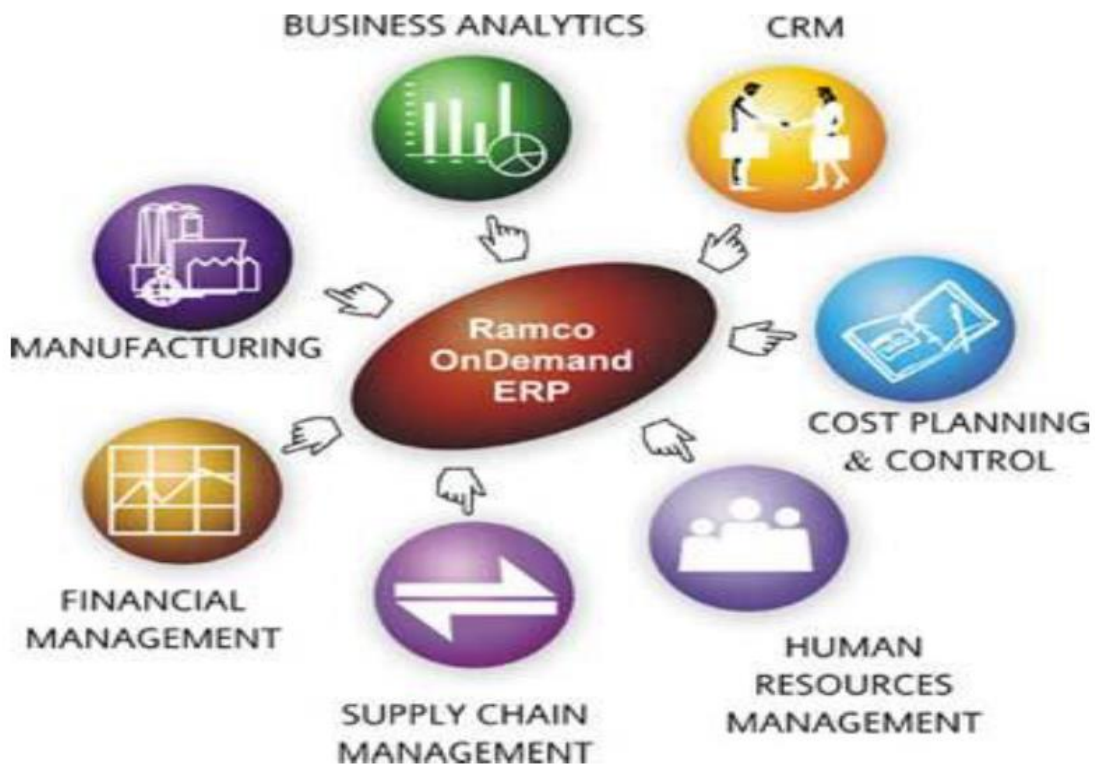 BUSINESS ANALYTICS
CRM
MANUFACTURING
Ramco
OnDemand
ERP
COST PLANNING
& CONTROL
FINANCIAL
MANAGEMENT
SUPPLY CHAIN
MANAGEMENT
HUMAN
RESOURCES
MANAGEMENT